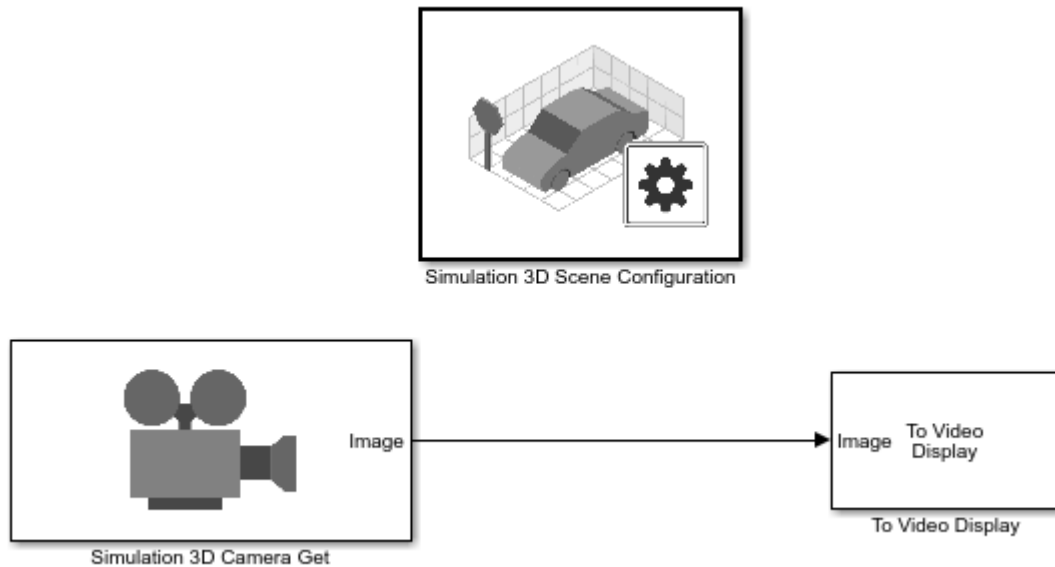 Simulation 3D Scene Configuration
Image
Simulation 3D Camera Get
Image
To Video
Display
To Video Display